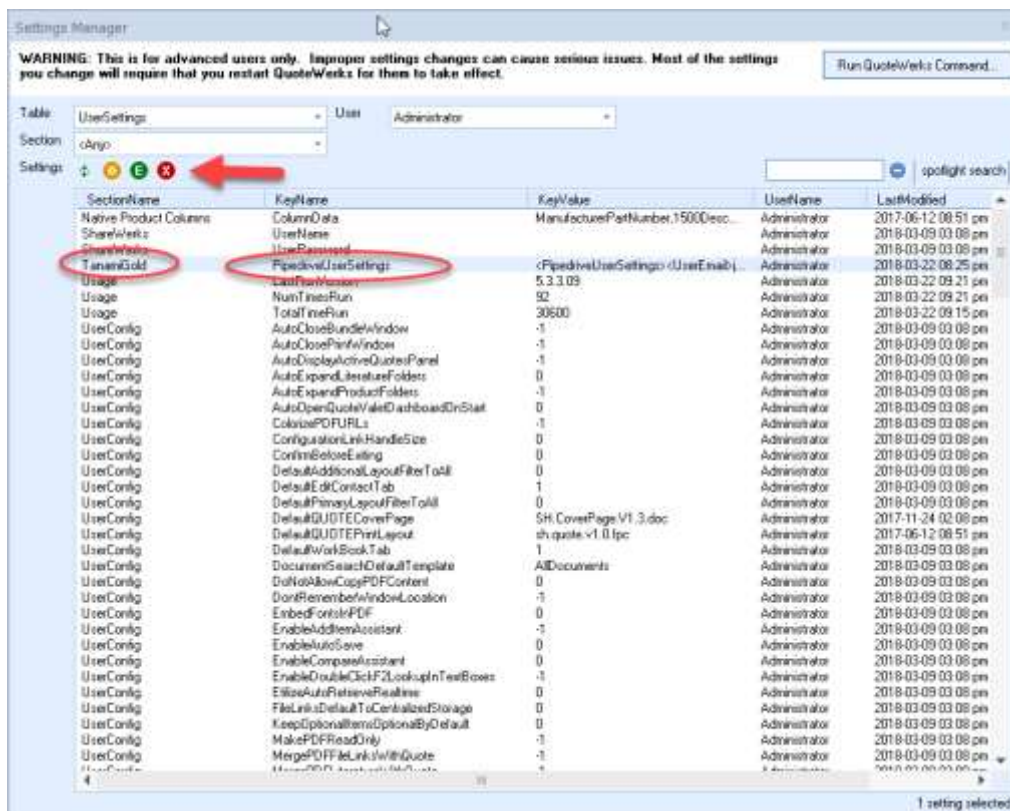 Settings Manager
WARNING: This is for advanced users only. Improper settings changes can cause serious issues. Most of the settings
you change will require that you restart QuoteWerks for them to take effect.
Run QuoteWerks Command...
Table UserSettings User Administrator
Section <Any>
Settings E X spotlight search
SectionName KeyName KeyValue UserName LastModified
Native Product Columns ColumnData ManufacturerPartNumber,1500Desc... Administrator 2017-06-12 08:51 pm
ShareWerks UserName Administrator 2018-03-09 03:08 pm
ShareWerks UserPassword Administrator 2018-03-09 03:08 pm
TanamiGold PipedriveUserSettings <PipedriveUserSettings><UserEmail>j... Administrator 2018-03-22 08:25 pm
Usage LastRunVersion 5.3.3.09 Administrator 2018-03-22 09:21 pm
Usage NumTimesRun 92 Administrator 2018-03-22 09:21 pm
Usage TotalTimeRun 30600 Administrator 2018-03-22 09:15 pm
UserConfig AutoCloseBundleWindow -1 Administrator 2018-03-09 03:08 pm
UserConfig AutoClosePrintWindow -1 Administrator 2018-03-09 03:08 pm
UserConfig AutoDisplayActiveQuotesPanel -1 Administrator 2018-03-09 03:08 pm
UserConfig AutoExpandLiteratureFolders 0 Administrator 2018-03-09 03:08 pm
UserConfig AutoExpandProductFolders -1 Administrator 2018-03-09 03:08 pm
UserConfig AutoOpenQuoteValetDashboardOnStart 0 Administrator 2018-03-09 03:08 pm
UserConfig ColorizePDFURLs -1 Administrator 2018-03-09 03:08 pm
UserConfig ConfigurationLinkHandleSize 0 Administrator 2018-03-09 03:08 pm
UserConfig ConfirmBeforeExiting 0 Administrator 2018-03-09 03:08 pm
UserConfig DefaultAdditionalLayoutFilterToAll 0 Administrator 2018-03-09 03:08 pm
UserConfig DefaultEditContactTab 1 Administrator 2018-03-09 03:08 pm
UserConfig DefaultPrimaryLayoutFilterToAll 0 Administrator 2018-03-09 03:08 pm
UserConfig DefaultQUOTECoverPage SH.CoverPage.V1.3.doc Administrator 2017-11-24 02:08 pm
UserConfig DefaultQUOTEPrintLayout sh.quote.v1.0.fpc Administrator 2017-06-12 08:51 pm
UserConfig DefaultWorkBookTab 1 Administrator 2018-03-09 03:08 pm
UserConfig DocumentSearchDefaultTemplate AllDocuments Administrator 2018-03-09 03:08 pm
UserConfig DoNotAllowCopyPDFContent 0 Administrator 2018-03-09 03:08 pm
UserConfig DontRememberWindowLocation -1 Administrator 2018-03-09 03:08 pm
UserConfig EmbedFontsInPDF 0 Administrator 2018-03-09 03:08 pm
UserConfig EnableAddItemAssistant -1 Administrator 2018-03-09 03:08 pm
UserConfig EnableAutoSave 0 Administrator 2018-03-09 03:08 pm
UserConfig EnableCompareAssistant 0 Administrator 2018-03-09 03:08 pm
UserConfig EnableDoubleClickF2LookupInTextBoxes -1 Administrator 2018-03-09 03:08 pm
UserConfig EtilizeAutoRetrieveRealtime 0 Administrator 2018-03-09 03:08 pm
UserConfig FileLinksDefaultToCentralizedStorage 0 Administrator 2018-03-09 03:08 pm
UserConfig KeepOptionalItemsOptionalByDefault 0 Administrator 2018-03-09 03:08 pm
UserConfig MakePDFReadOnly -1 Administrator 2018-03-09 03:08 pm
UserConfig MergePDFFileLinksWithQuote -1 Administrator 2018-03-09 03:08 pm
1 setting selected